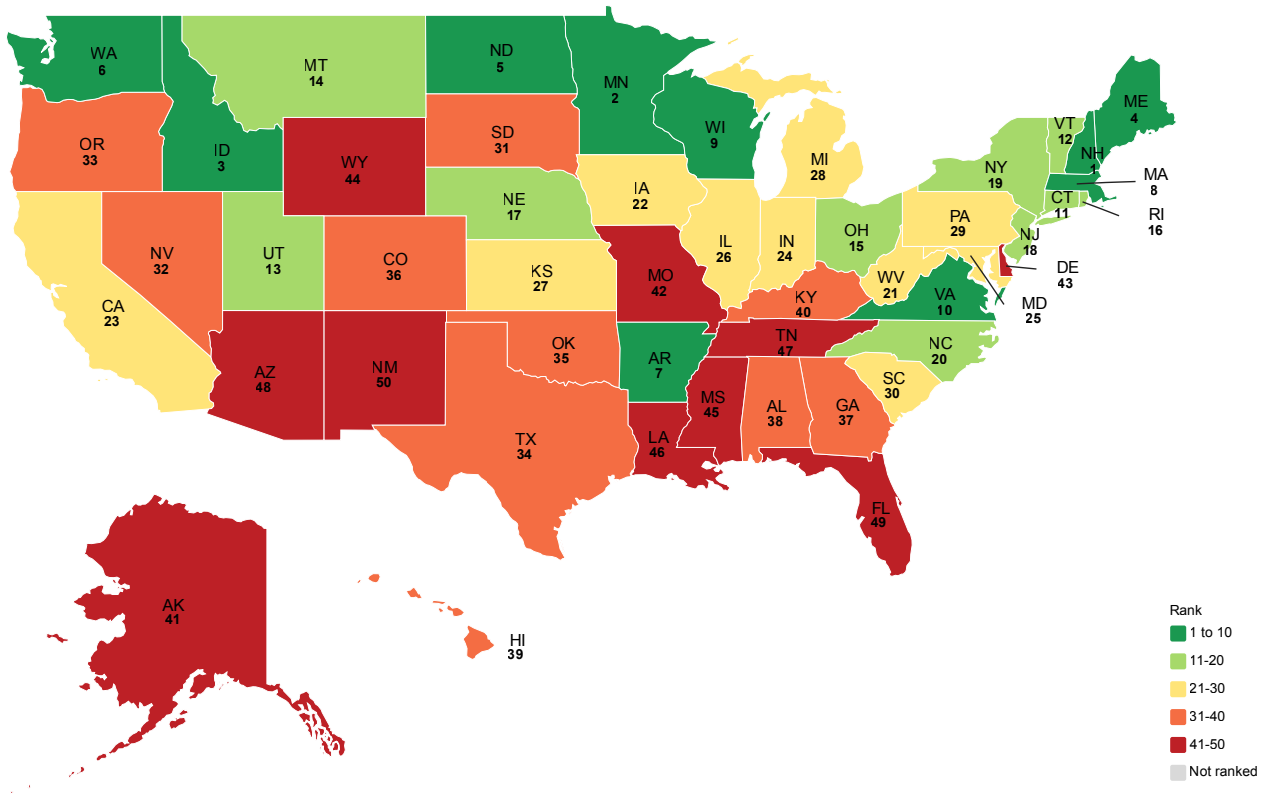 WA
6
MT
14
ND
5
MN
2
ME
4
OR
33
ID
3
WY
44
SD
31
WI
9
MI
28
VT
12
NH
1
NY
19
MA
8
CT
11
RI
16
NV
32
UT
13
CO
36
NE
17
IA
22
IL
26
IN
24
OH
15
PA
29
NJ
18
CA
23
KS
27
MO
42
KY
40
WV
21
VA
10
DE
43
MD
25
AZ
48
NM
50
OK
35
AR
7
TN
47
NC
20
SC
30
TX
34
LA
46
MS
45
AL
38
GA
37
FL
49
AK
41
HI
39
Rank
1 to 10
11-20
21-30
31-40
41-50
Not ranked